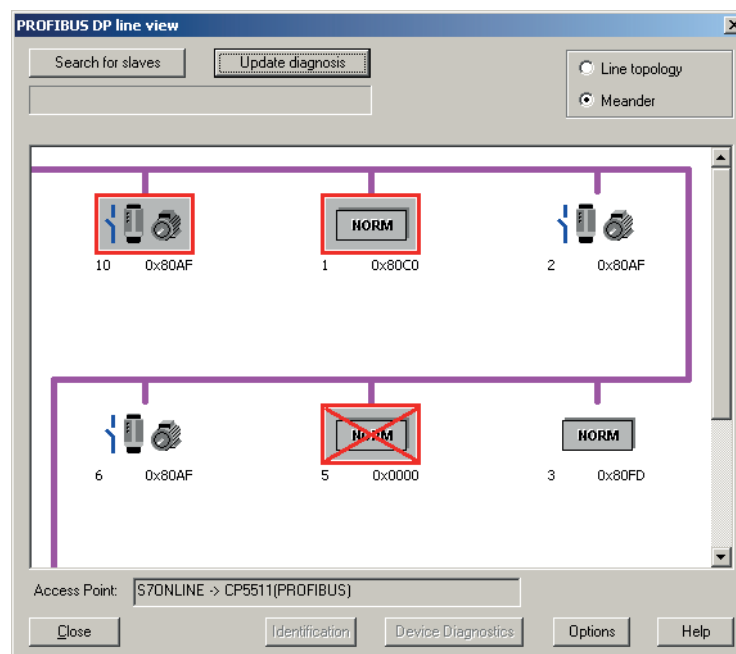 PROFIBUS DP line view
Search for slaves
Update diagnosis
Line topology
Meander
NORM
10 0x80AF
1 0x80C0
2 0x80AF
NORM
NORM
6 0x80AF
5 0x0000
3 0x80FD
Access Point: S7ONLINE -> CP5511(PROFIBUS)
Close
Identification
Device Diagnostics
Options
Help